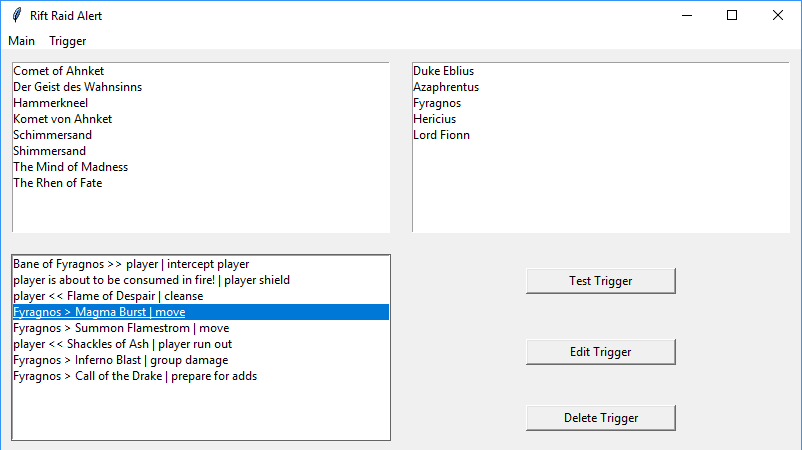 Rift Raid Alert
Main Trigger
Comet of Ahnket
Der Geist des Wahnsinns
Hammerkneel
Komet von Ahnket
Schimmersand
Shimmersand
The Mind of Madness
The Rhen of Fate
Duke Eblius
Azaphrentus
Fyragnos
Hericius
Lord Fionn
Bane of Fyragnos >> player | intercept player
player is about to be consumed in fire! | player shield
player << Flame of Despair | cleanse
Fyragnos > Magma Burst | move
Fyragnos > Summon Flamestrom | move
player << Shackles of Ash | player run out
Fyragnos > Inferno Blast | group damage
Fyragnos > Call of the Drake | prepare for adds
Test Trigger
Edit Trigger
Delete Trigger